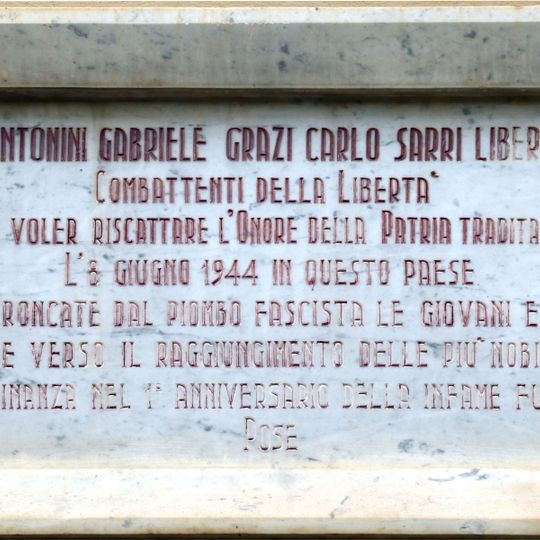 NTONINI GABRIELE GRAZI CARLO SARRI LIBER
COMBATTENTI DELLA LIBERTA'
VOLER RISCATTARE L'ONORE DELLA PATRIA TRADITA
L'8 GIUGNO 1944 IN QUESTO PAESE
RONCATE DAL PIOMBO FASCISTA LE GIOVANI E
E VERSO IL RAGGIUNGIMENTO DELLE PIU' NOBI
INANZA NEL 1° ANNIVERSARIO DELLA INFAME FU
POSE